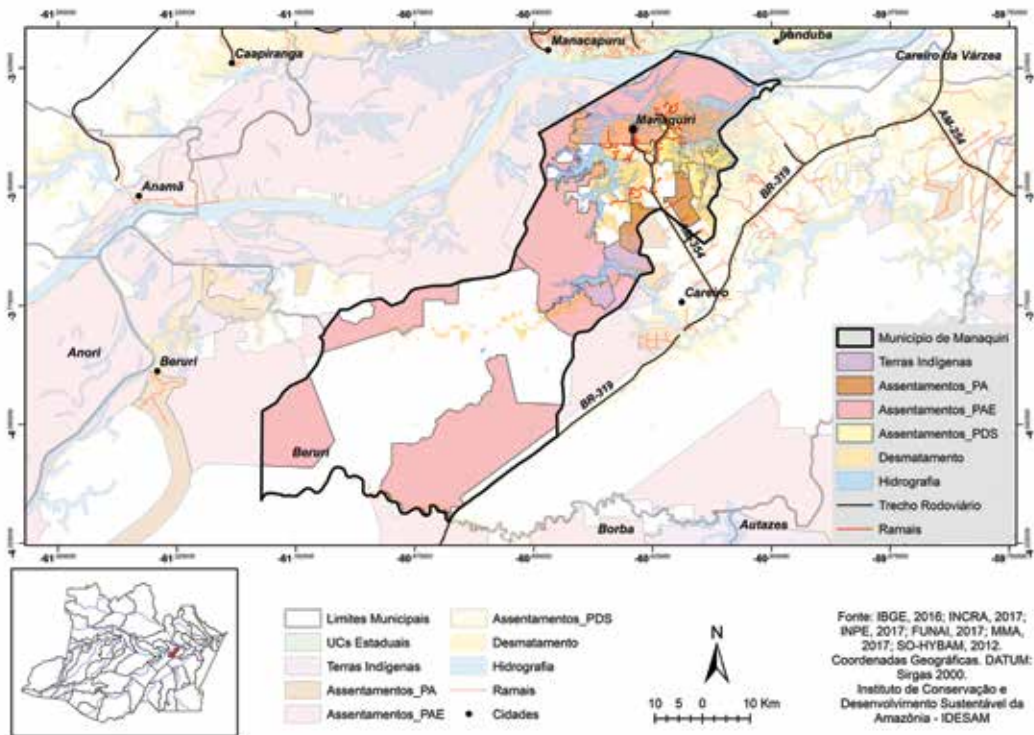 Caapiranga
Manacapuru
Iranduba
Careiro da Várzea
Manaquiri
AM-254
BR-319
Anamã
Careiro
Anori
Beruri
BR-319
Beruri
Borba
Autazes
Município de Manaquiri
Terras Indígenas
Assentamentos_PA
Assentamentos_PAE
Assentamentos_PDS
Desmatamento
Hidrografia
Trecho Rodoviário
Ramais
Limites Municipais
UCs Estaduais
Terras Indígenas
Assentamentos_PA
Assentamentos_PAE
Assentamentos_PDS
Desmatamento
Hidrografia
Ramais
Cidades
N
10 5 0 10 Km
Fonte: IBGE, 2016; INCRA, 2017;
INPE, 2017; FUNAI, 2017; MMA,
2017; SO-HYBAM, 2012.
Coordenadas Geográficas. DATUM:
Sirgas 2000.
Instituto de Conservação e
Desenvolvimento Sustentável da
Amazônia - IDESAM